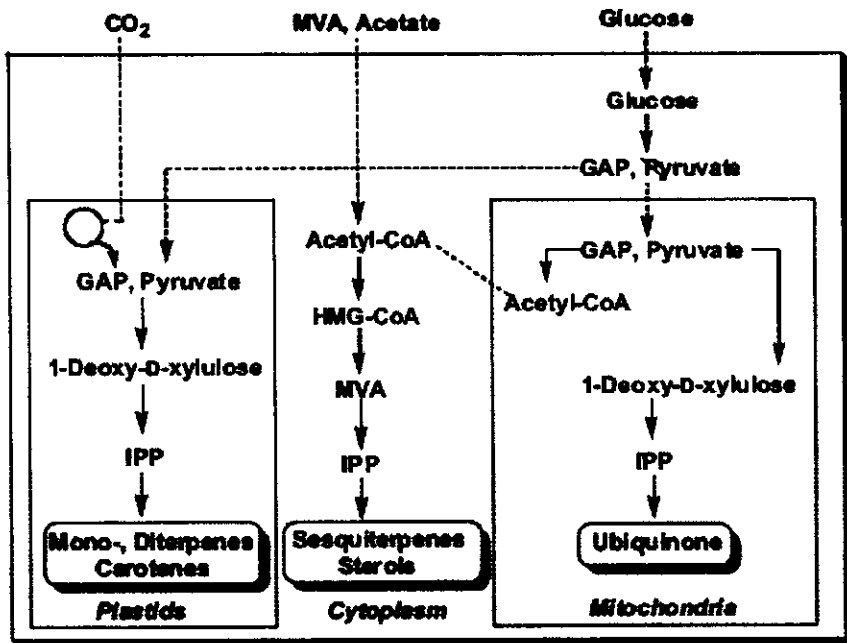 CO2
MVA, Acetate
Glucose
Glucose
GAP, Pyruvate
Acetyl-CoA
GAP, Pyruvate
GAP, Pyruvate
Acetyl-CoA
HMG-CoA
1-Deoxy-D-xylulose
MVA
1-Deoxy-D-xylulose
IPP
IPP
IPP
Mono-, Diterpenes
Carotenes
Sesquiterpenes
Sterols
Ubiquinone
Plastids
Cytoplasm
Mitochondria